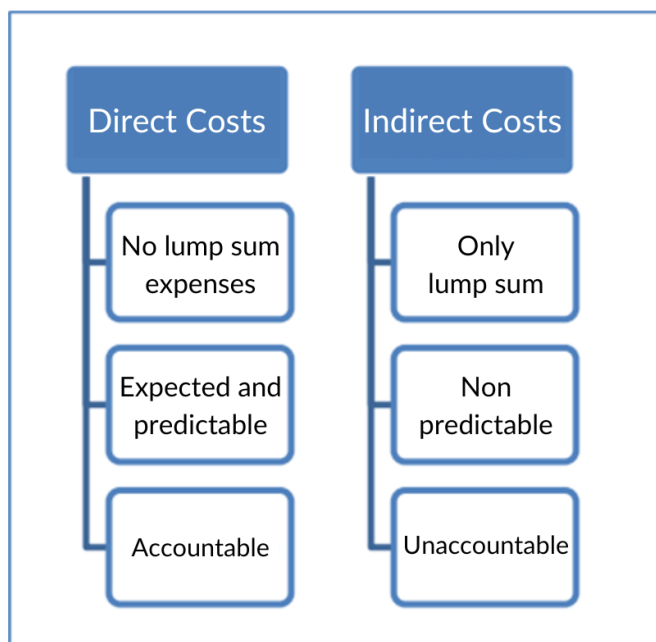 Direct Costs
No lump sum
expenses
Expected and
predictable
Accountable
Indirect Costs
Only
lump sum
Non
predictable
Unaccountable